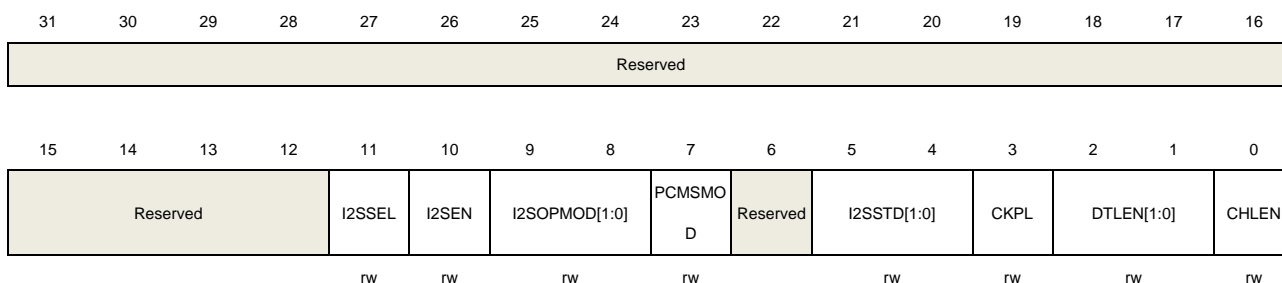 31 30 29 28 27 26 25 24 23 22 21 20 19 18 17 16
Reserved
15 14 13 12 11 10 9 8 7 6 5 4 3 2 1 0
Reserved I2SSEL I2SEN I2SOPMOD[1:0] PCMSMO
D Reserved I2SSTD[1:0] CKPL DTLEN[1:0] CHLEN
rw rw rw rw rw rw rw rw